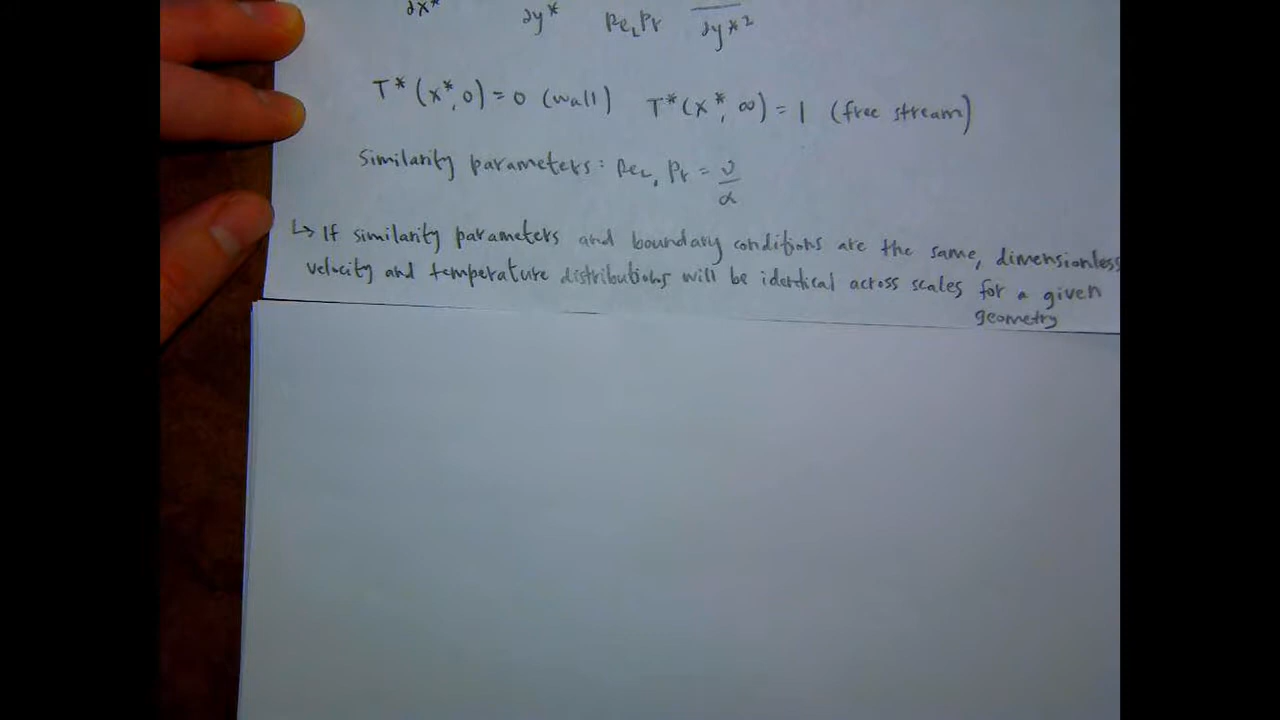 ∂x* ∂y* Re_L Pr ∂y*²
T*(x*,0) = 0 (wall) T*(x*,∞) = 1 (free stream)
Similarity parameters: Re_L, Pr = ν/α
↳ If similarity parameters and boundary conditions are the same, dimensionless
velocity and temperature distributions will be identical across scales for a given
geometry